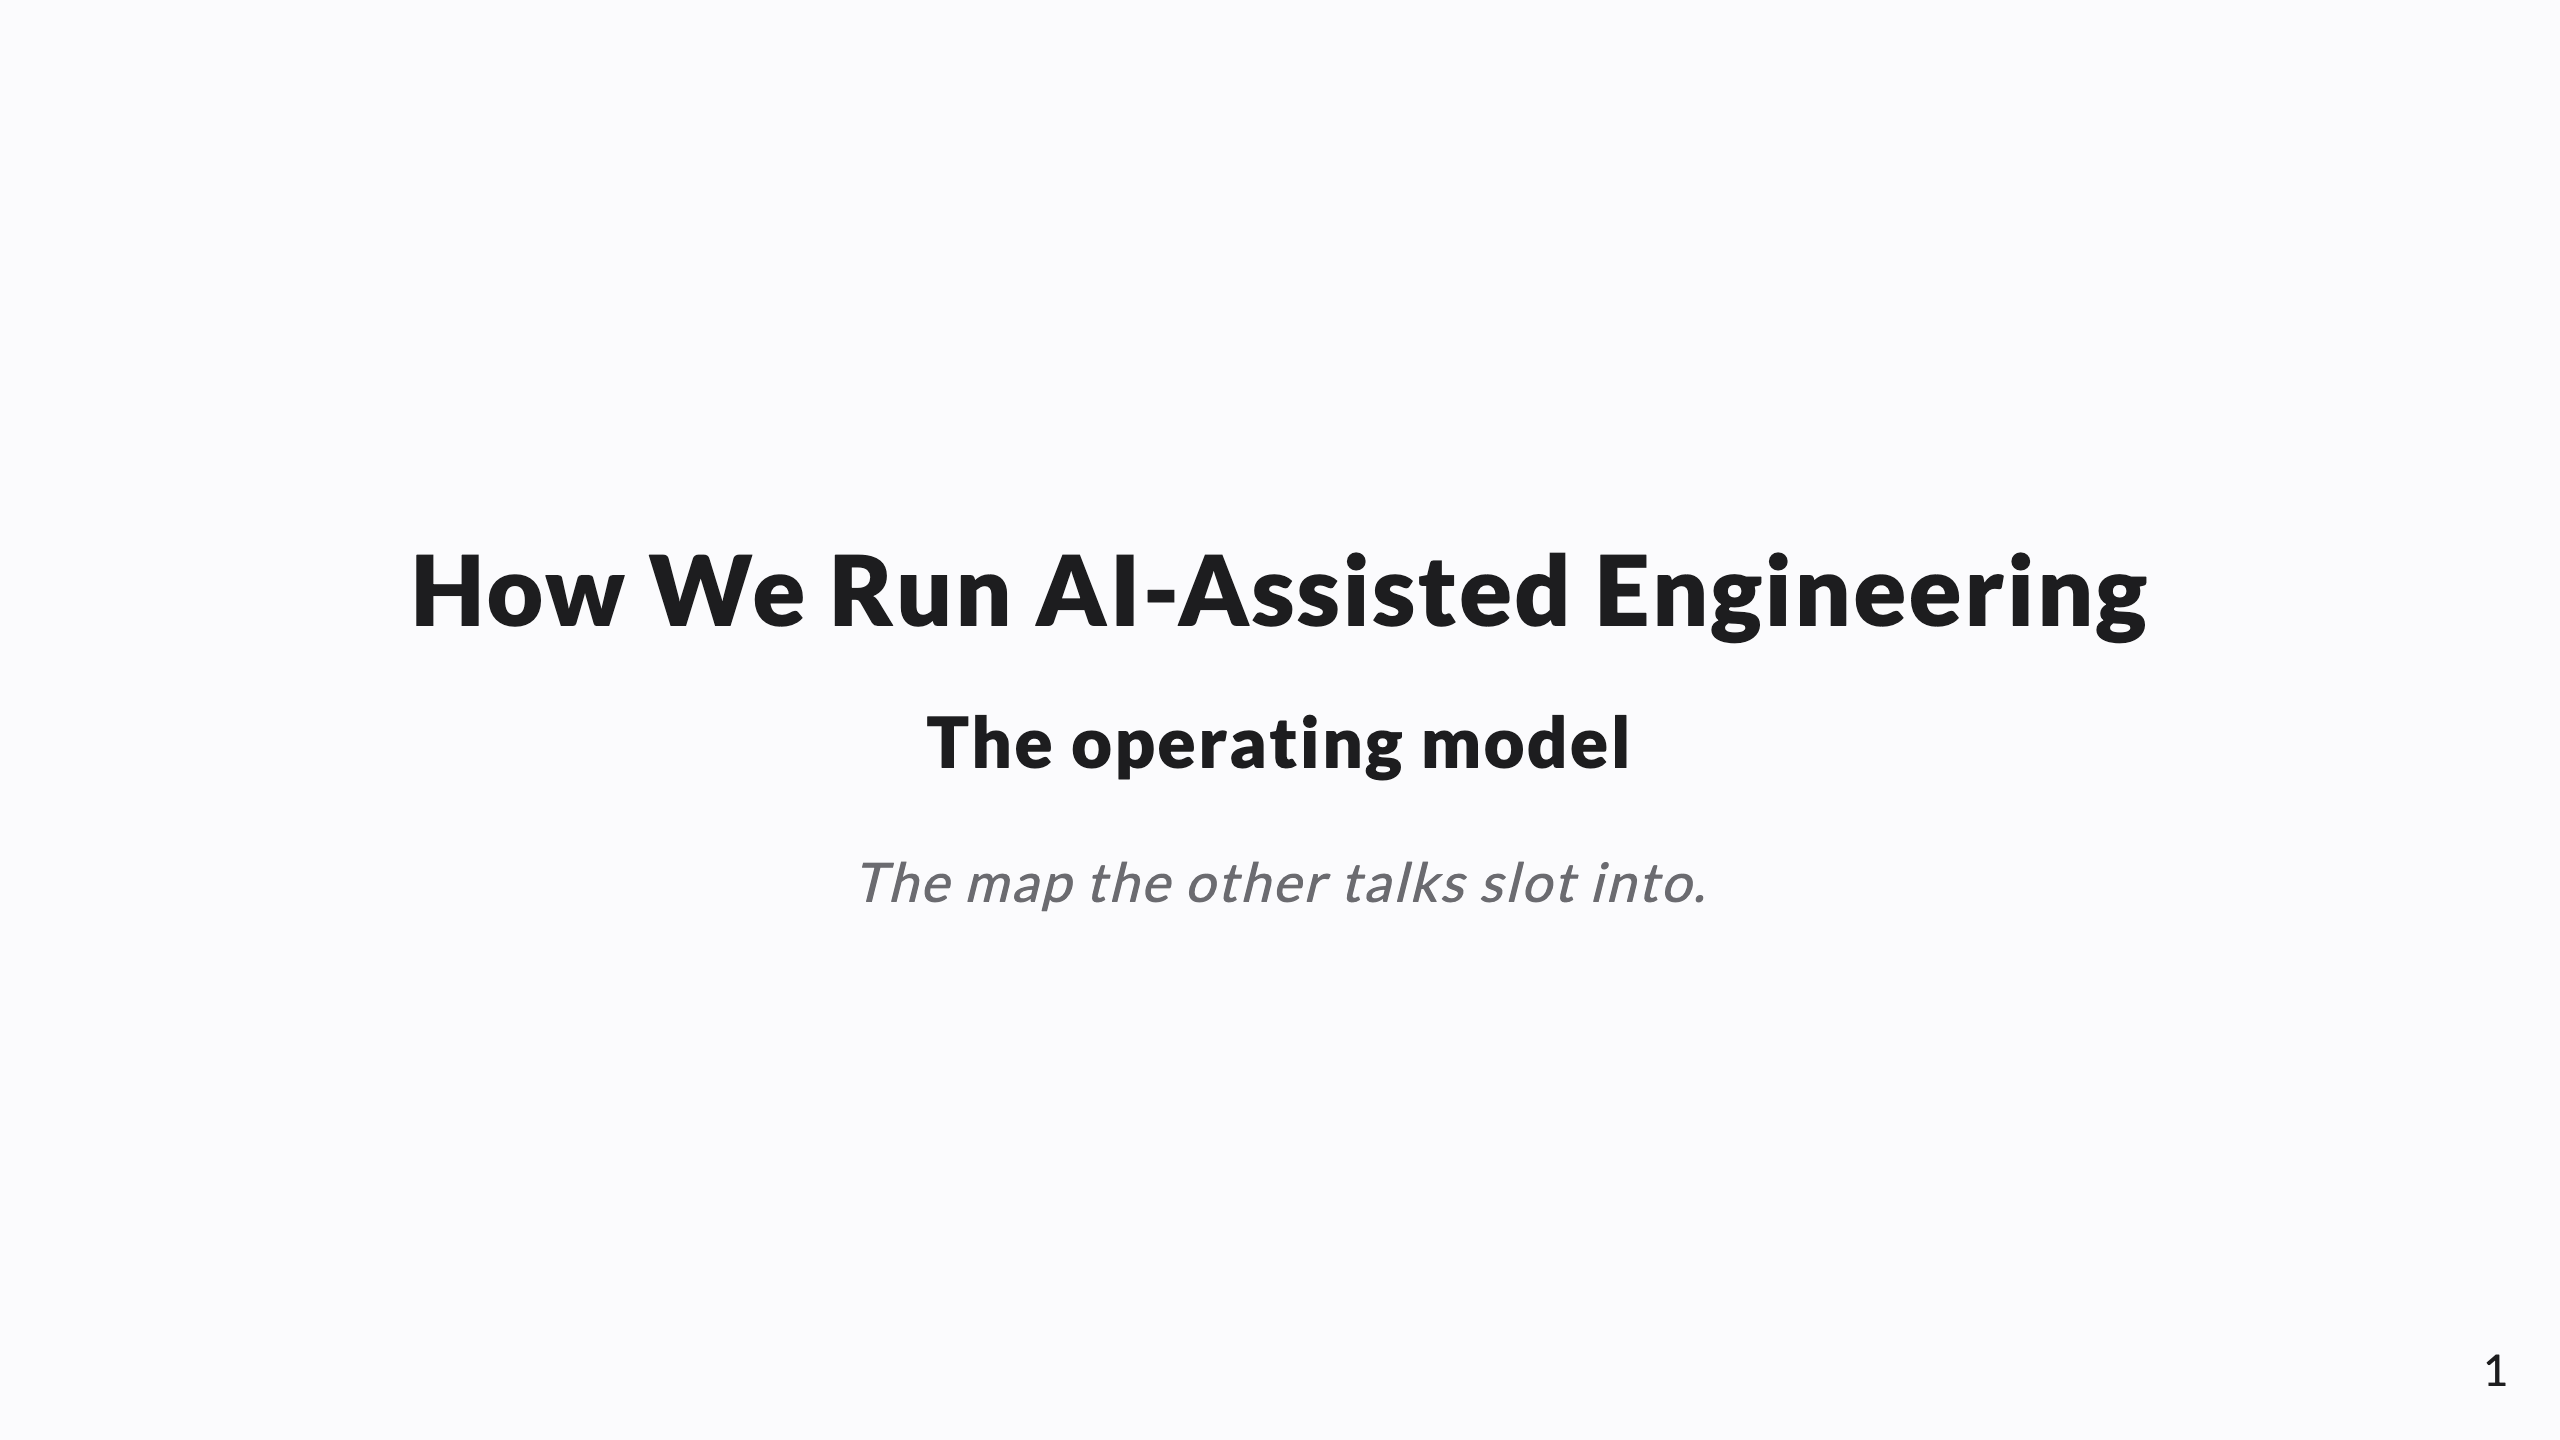 How We Run AI-Assisted Engineering
The operating model
The map the other talks slot into.
1